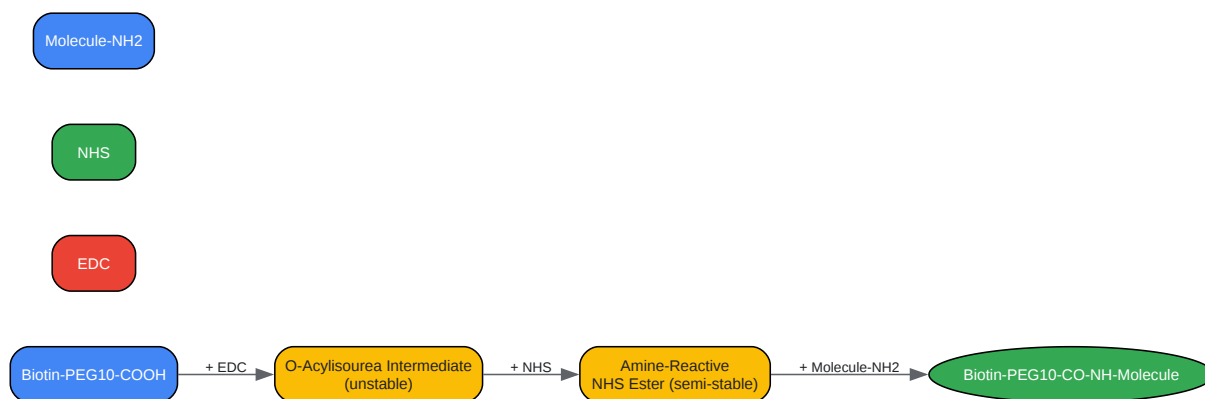 Molecule-NH2
NHS
EDC
Biotin-PEG10-COOH
+ EDC
O-Acylisourea Intermediate
(unstable)
+ NHS
Amine-Reactive
NHS Ester (semi-stable)
+ Molecule-NH2
Biotin-PEG10-CO-NH-Molecule